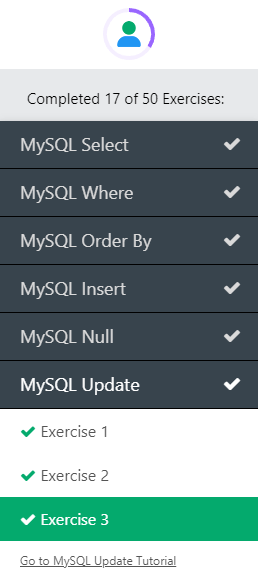 Completed 17 of 50 Exercises:
MySQL Select
MySQL Where
MySQL Order By
MySQL Insert
MySQL Null
MySQL Update
Exercise 1
Exercise 2
Exercise 3
Go to MySQL Update Tutorial